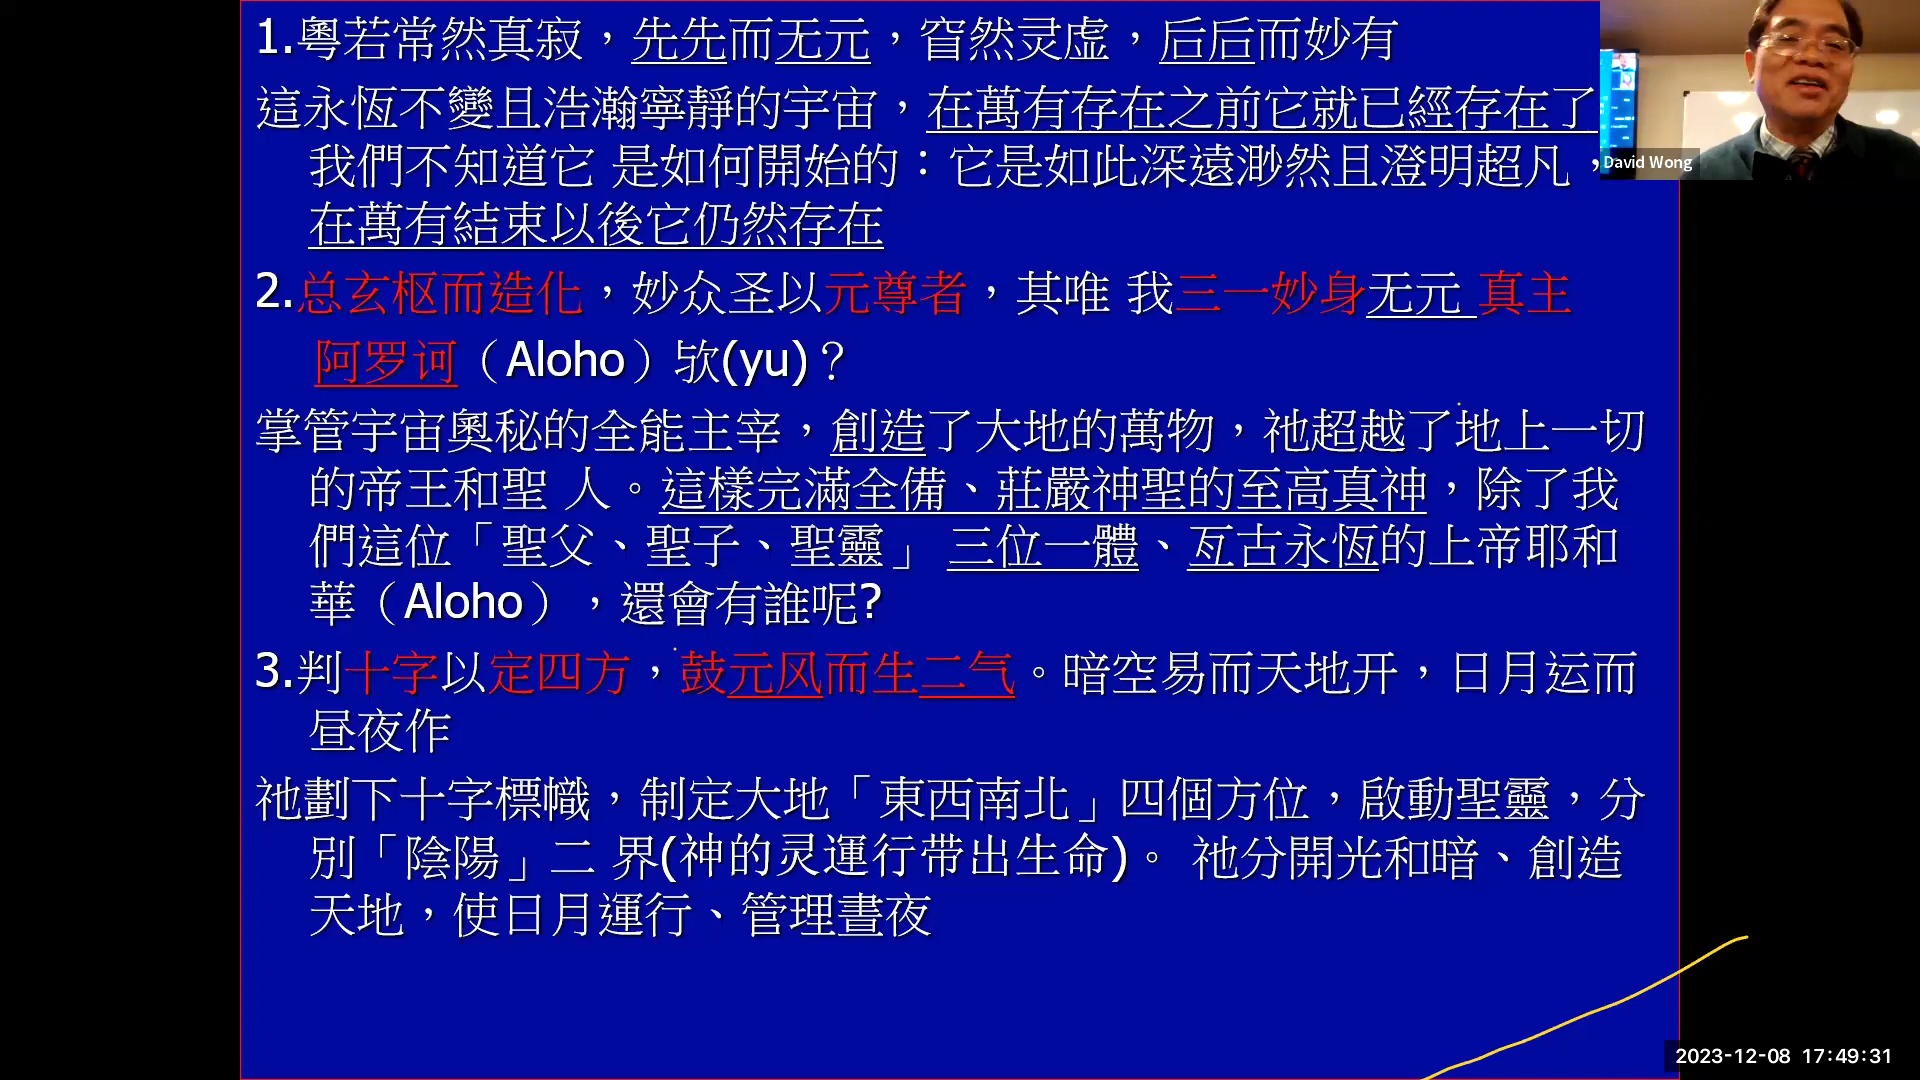 1.粵若常然真寂，先先而无元，窅然灵虚，后后而妙有
這永恆不變且浩瀚寧靜的宇宙，在萬有存在之前它就已經存在了
我們不知道它 是如何開始的：它是如此深遠渺然且澄明超凡，
在萬有結束以後它仍然存在
2.总玄枢而造化，妙众圣以元尊者，其唯 我三一妙身无元 真主
阿罗诃（Aloho）欤(yu)？
掌管宇宙奧秘的全能主宰，創造了大地的萬物，祂超越了地上一切
的帝王和聖 人。這樣完滿全備、莊嚴神聖的至高真神，除了我
們這位「聖父、聖子、聖靈」 三位一體、亙古永恆的上帝耶和
華（Aloho），還會有誰呢?
3.判十字以定四方，鼓元风而生二气。暗空易而天地开，日月运而
昼夜作
祂劃下十字標幟，制定大地「東西南北」四個方位，啟動聖靈，分
別「陰陽」二 界(神的灵運行带出生命)。 祂分開光和暗、創造
天地，使日月運行、管理晝夜
David Wong
2023-12-08 17:49:31